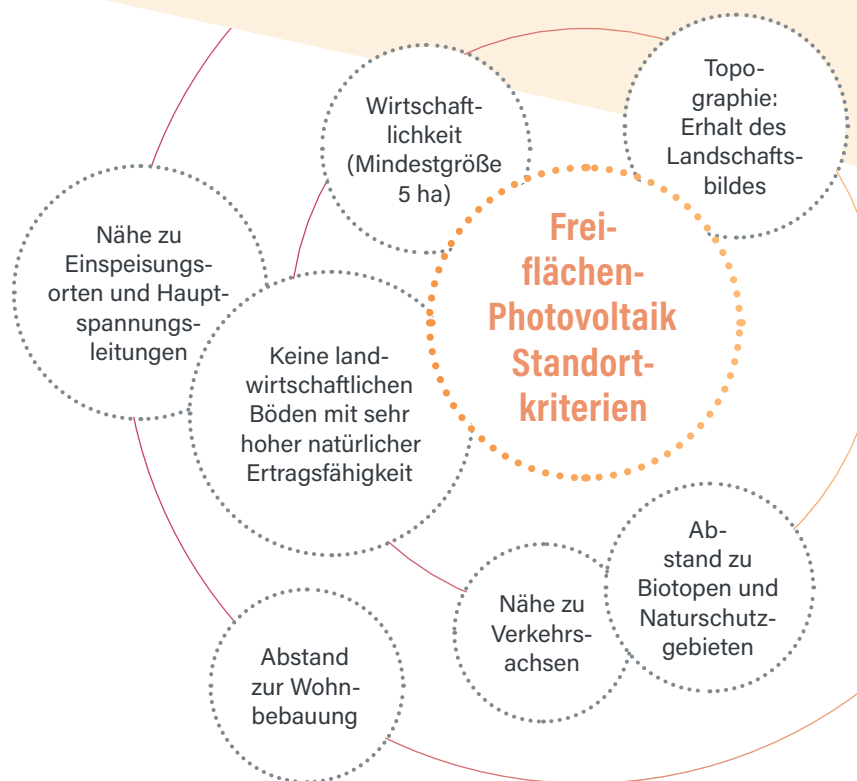 Wirtschaft-
lichkeit
(Mindestgröße
5 ha)
Topo-
graphie:
Erhalt des
Landschafts-
bildes
Frei-
flächen-
Photovoltaik
Standort-
kriterien
Nähe zu
Einspeisungs-
orten und Haupt-
spannungs-
leitungen
Keine land-
wirtschaftlichen
Böden mit sehr
hoher natürlicher
Ertragsfähigkeit
Ab-
stand zu
Biotopen und
Naturschutz-
gebieten
Nähe zu
Verkehrs-
achsen
Abstand
zur Wohn-
bebauung